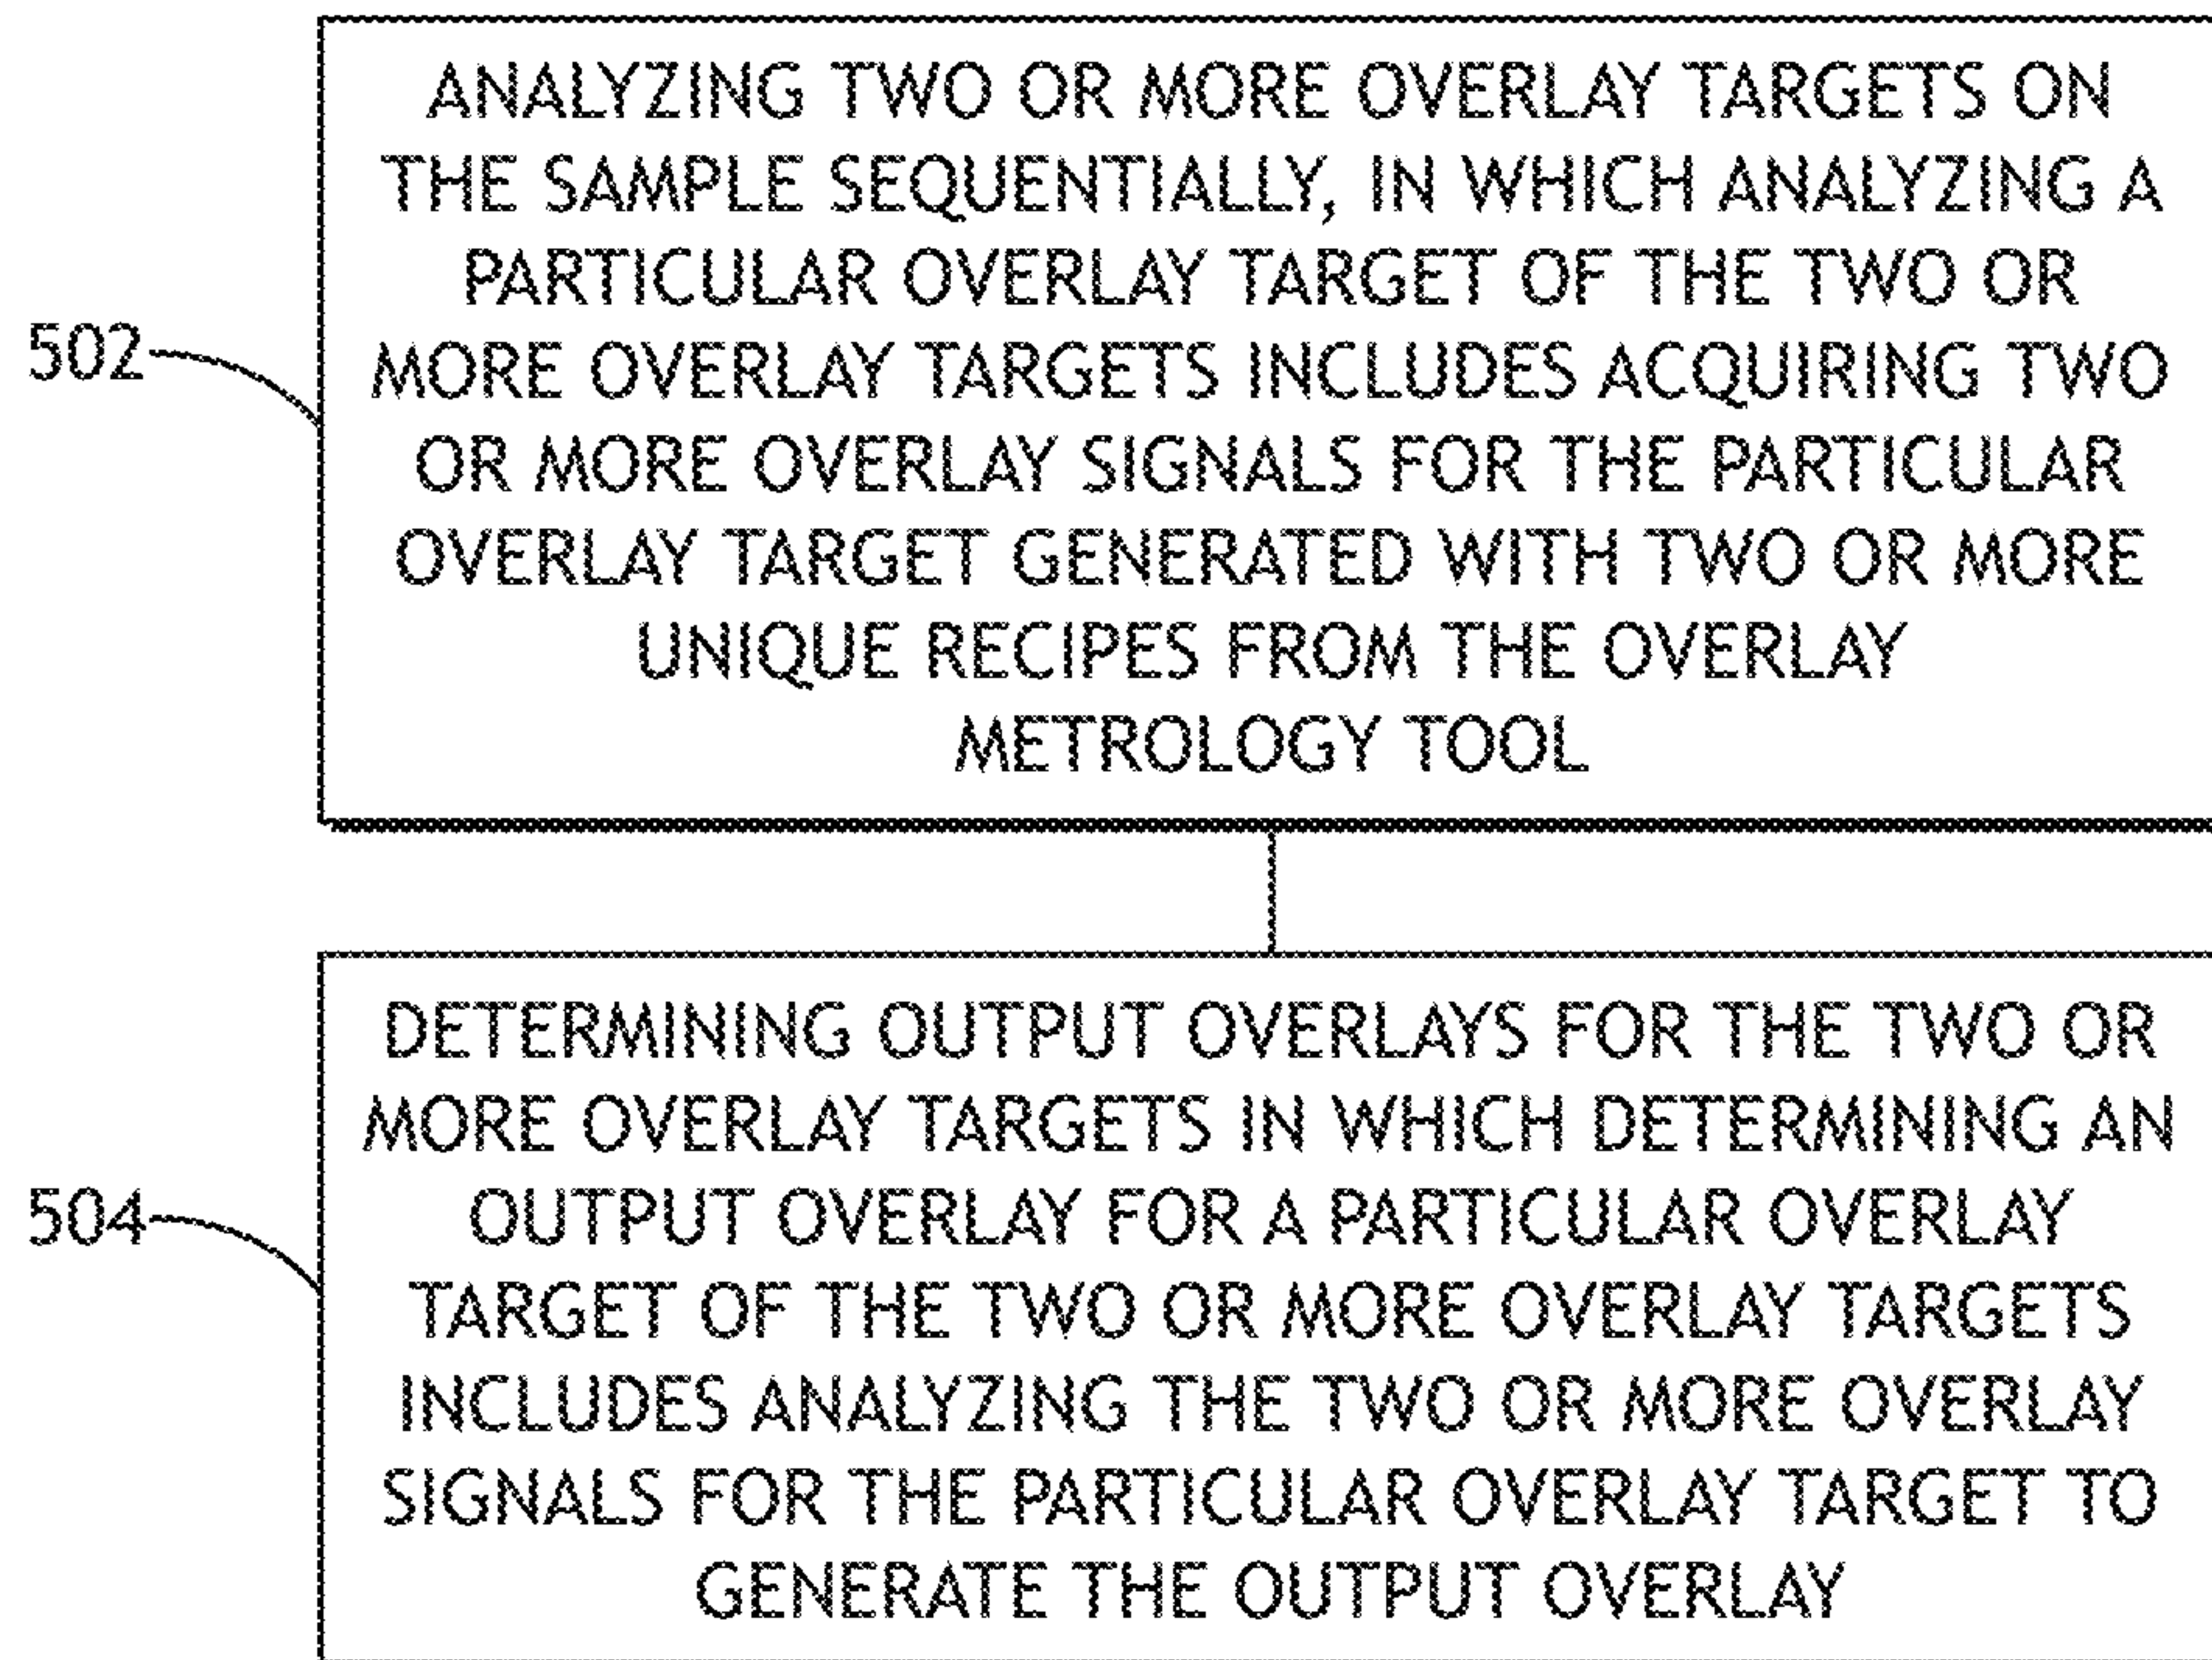 ANALYZING TWO OR MORE OVERLAY TARGETS ON
THE SAMPLE SEQUENTIALLY, IN WHICH ANALYZING A
PARTICULAR OVERLAY TARGET OF THE TWO OR
502
MORE OVERLAY TARGETS INCLUDES ACQUIRING TWO
OR MORE OVERLAY SIGNALS FOR THE PARTICULAR
OVERLAY TARGET GENERATED WITH TWO OR MORE
UNIQUE RECIPES FROM THE OVERLAY
METROLOGY TOOL
DETERMINING OUTPUT OVERLAYS FOR THE TWO OR
MORE OVERLAY TARGETS IN WHICH DETERMINING AN
504
OUTPUT OVERLAY FOR A PARTICULAR OVERLAY
TARGET OF THE TWO OR MORE OVERLAY TARGETS
INCLUDES ANALYZING THE TWO OR MORE OVERLAY
SIGNALS FOR THE PARTICULAR OVERLAY TARGET TO
GENERATE THE OUTPUT OVERLAY